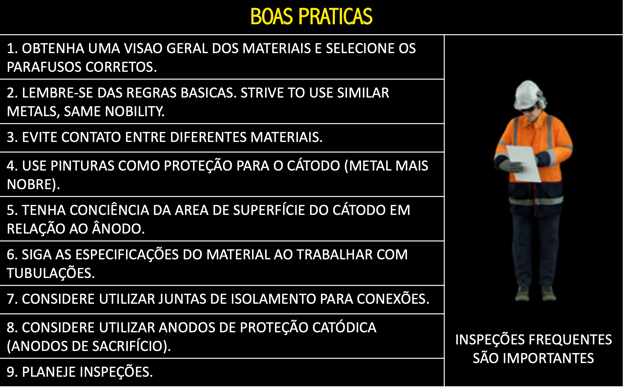 BOAS PRATICAS
1. OBTENHA UMA VISAO GERAL DOS MATERIAIS E SELECIONE OS
PARAFUSOS CORRETOS.
2. LEMBRE-SE DAS REGRAS BASICAS. STRIVE TO USE SIMILAR
METALS, SAME NOBILITY.
3. EVITE CONTATO ENTRE DIFERENTES MATERIAIS.
4. USE PINTURAS COMO PROTEÇÃO PARA O CÁTODO (METAL MAIS
NOBRE).
5. TENHA CONCIÊNCIA DA AREA DE SUPERFÍCIE DO CÁTODO EM
RELAÇÃO AO ÂNODO.
6. SIGA AS ESPECIFICAÇÕES DO MATERIAL AO TRABALHAR COM
TUBULAÇÕES.
7. CONSIDERE UTILIZAR JUNTAS DE ISOLAMENTO PARA CONEXÕES.
8. CONSIDERE UTILIZAR ANODOS DE PROTEÇÃO CATÓDICA
(ANODOS DE SACRIFÍCIO).
9. PLANEJE INSPEÇÕES.
INSPEÇÕES FREQUENTES
SÃO IMPORTANTES